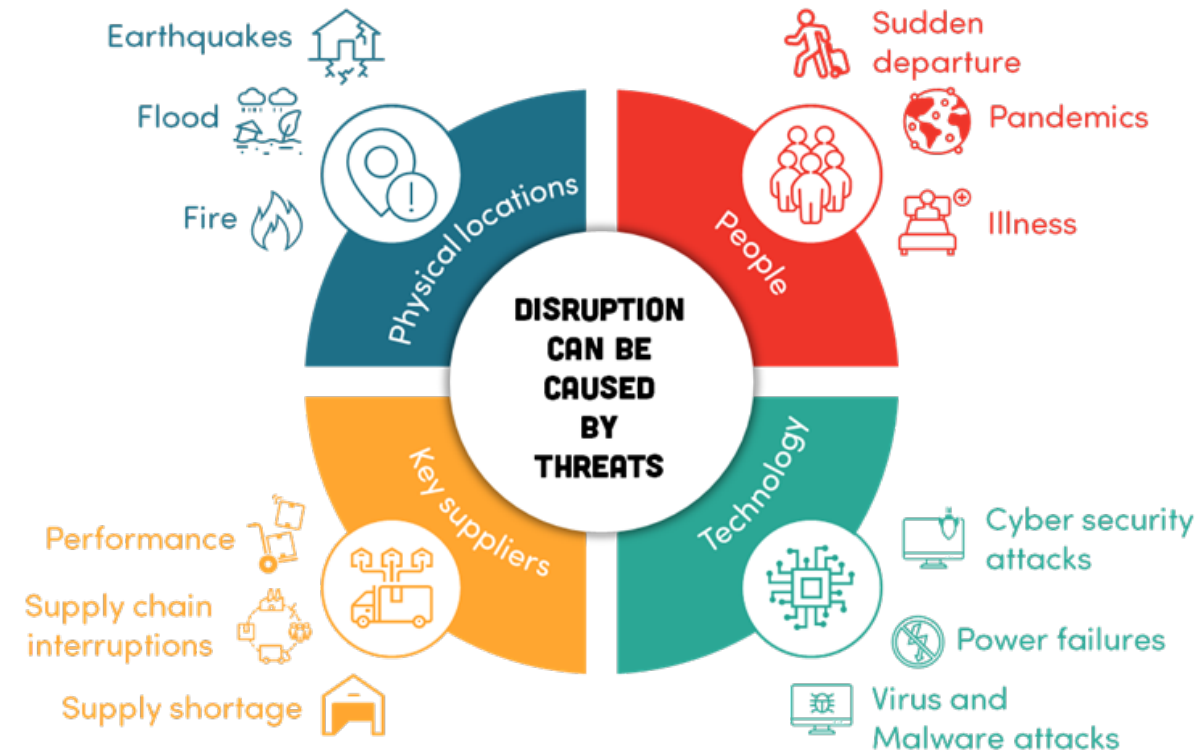 Earthquakes
Flood
Fire
Physical locations
Sudden
departure
Pandemics
Illness
People
DISRUPTION
CAN BE
CAUSED
BY
THREATS
Key suppliers
Performance
Supply chain
interruptions
Supply shortage
Technology
Cyber security
attacks
Power failures
Virus and
Malware attacks